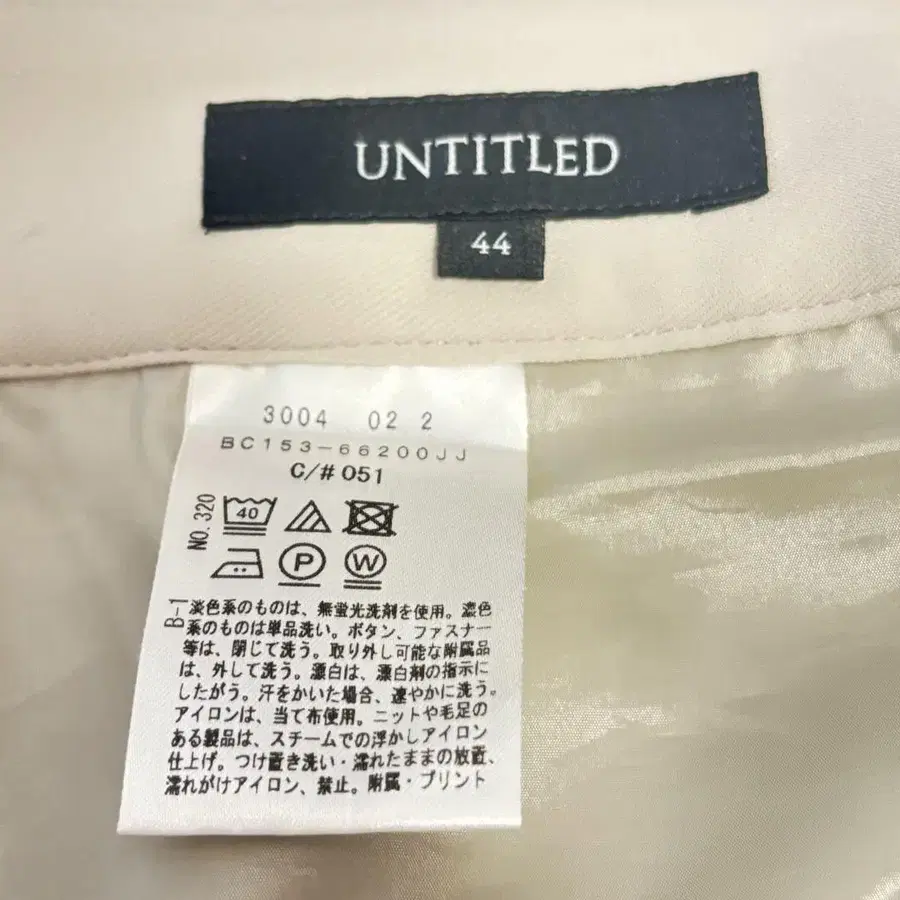 UNTITLED
44
3004 02 2
BC153-66200JJ
C/#051
NO. 320
40
P
W
B-1
淡色系のものは、無蛍光洗剤を使用。濃色
系のものは単品洗い。ボタン、ファスナー
等は、閉じて洗う。取り外し可能な附属品
は、外して洗う。漂白は、漂白剤の指示に
したがう。汗をかいた場合、速やかに洗う。
アイロンは、当て布使用。ニットや毛足の
ある製品は、スチームでの浮かしアイロン
仕上げ。つけ置き洗い・濡れたままの放置、
濡れがけアイロン、禁止。附属・プリント